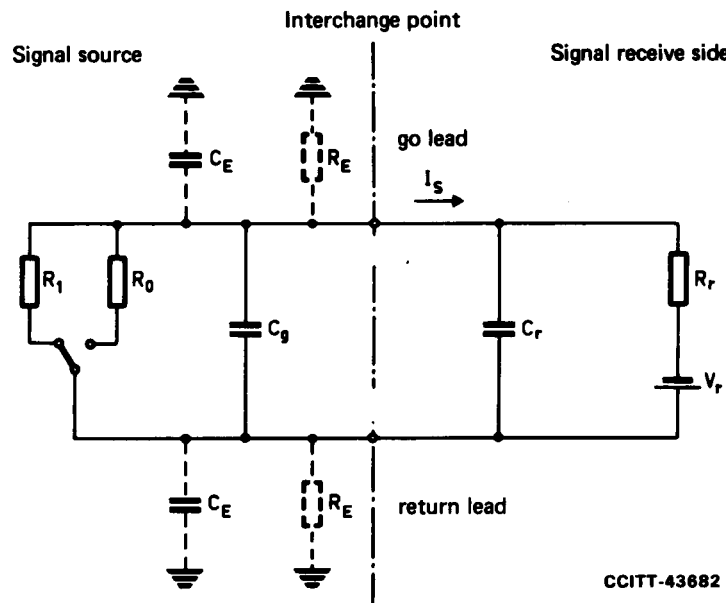 Interchange point
Signal source
Signal receive side
C_E
R_E
go lead
I_S
R_1
R_0
C_g
C_r
R_r
V_r
C_E
R_E
return lead
CCITT-43682